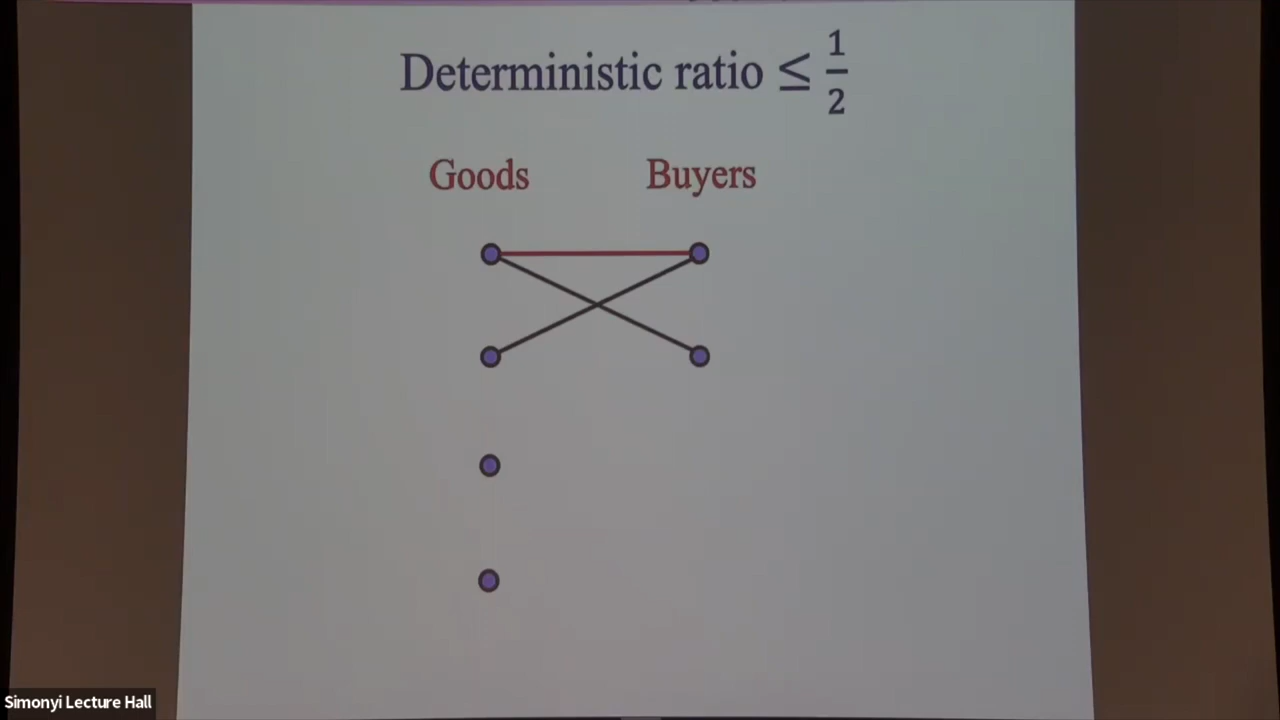 Deterministic ratio ≤ 1/2
Goods Buyers
Simonyi Lecture Hall